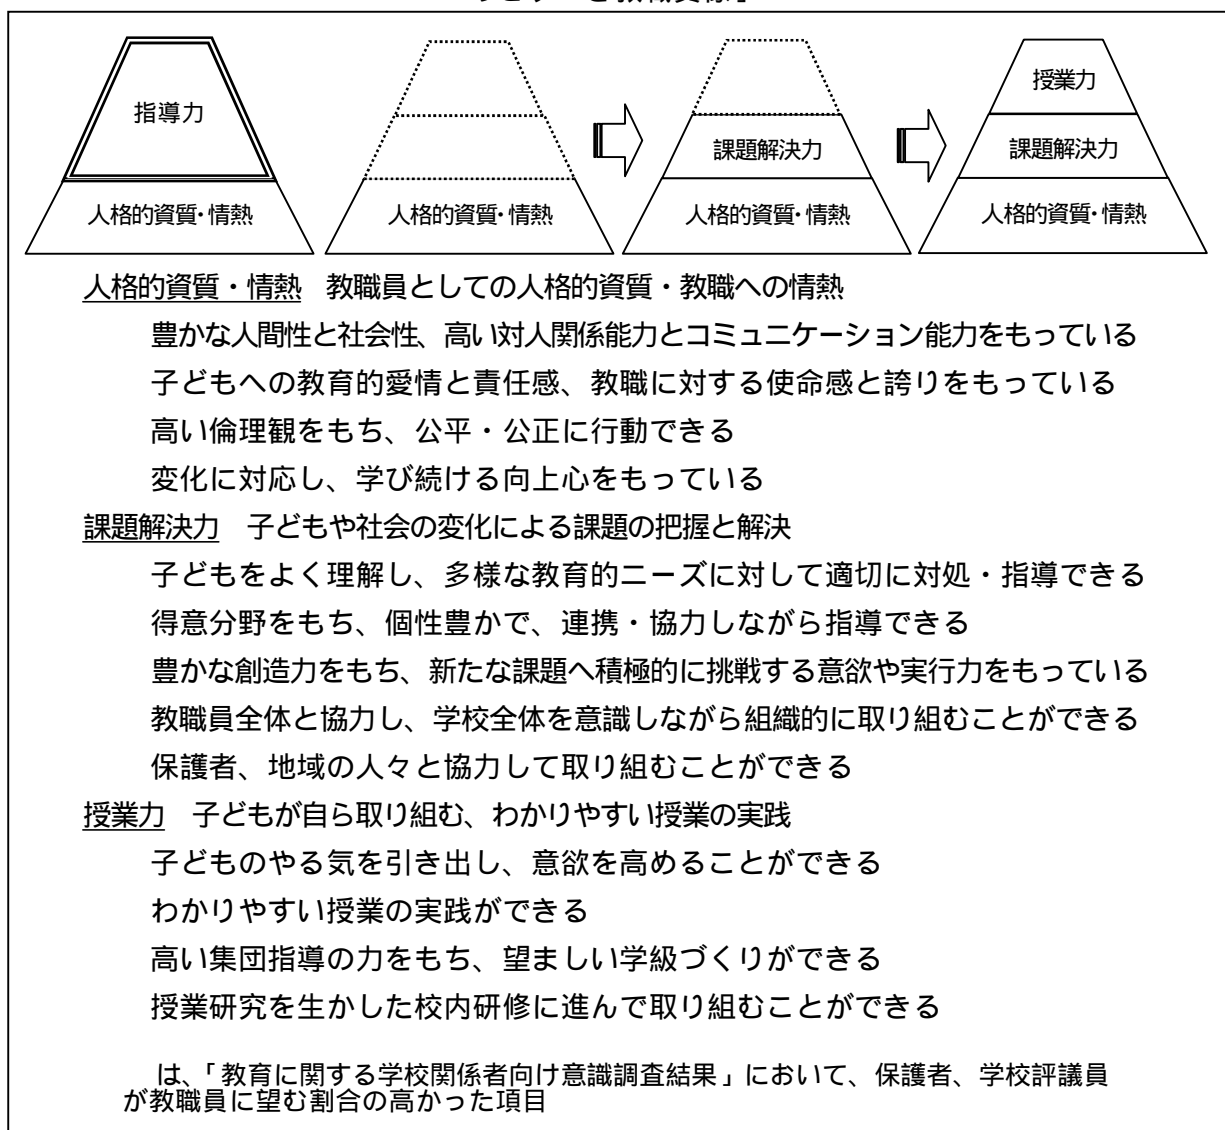 指導力
人格的資質・情熱
人格的資質・情熱
課題解決力
人格的資質・情熱
授業力
課題解決力
人格的資質・情熱
人格的資質・情熱 教職員としての人格的資質・教職への情熱
豊かな人間性と社会性、高い対人関係能力とコミュニケーション能力をもっている
子どもへの教育的愛情と責任感、教職に対する使命感と誇りをもっている
高い倫理観をもち、公平・公正に行動できる
変化に対応し、学び続ける向上心をもっている
課題解決力 子どもや社会の変化による課題の把握と解決
子どもをよく理解し、多様な教育的ニーズに対して適切に対処・指導できる
得意分野をもち、個性豊かで、連携・協力しながら指導できる
豊かな創造力をもち、新たな課題へ積極的に挑戦する意欲や実行力をもっている
教職員全体と協力し、学校全体を意識しながら組織的に取り組むことができる
保護者、地域の人々と協力して取り組むことができる
授業力 子どもが自ら取り組む、わかりやすい授業の実践
子どものやる気を引き出し、意欲を高めることができる
わかりやすい授業の実践ができる
高い集団指導の力をもち、望ましい学級づくりができる
授業研究を生かした校内研修に進んで取り組むことができる
は、「教育に関する学校関係者向け意識調査結果」において、保護者、学校評議員
が教職員に望む割合の高かった項目